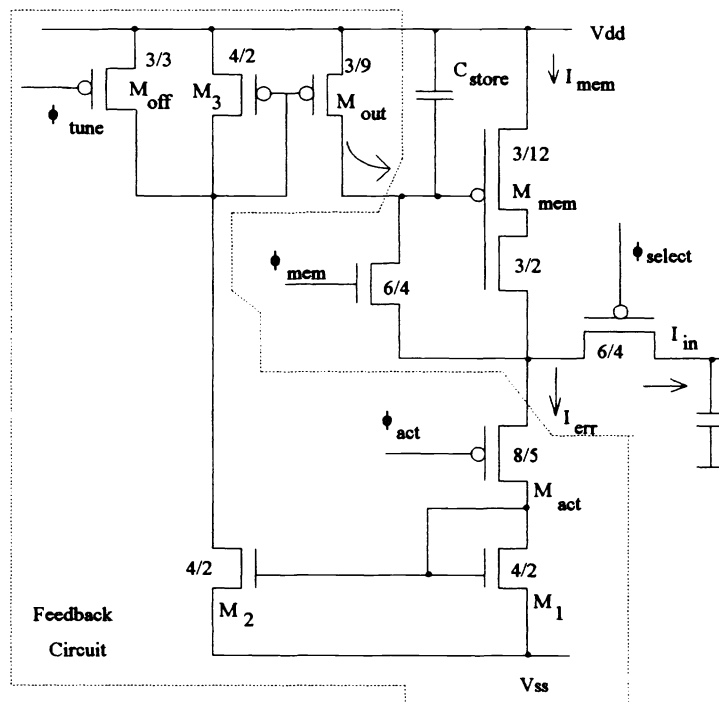 Vdd
3/3
4/2
3/9
C store
I mem
M off
M 3
M out
ϕ tune
3/12
M mem
ϕ mem
6/4
3/2
ϕ select
I in
6/4
ϕ act
I err
8/5
M act
4/2
4/2
M 2
M 1
Feedback
Circuit
Vss